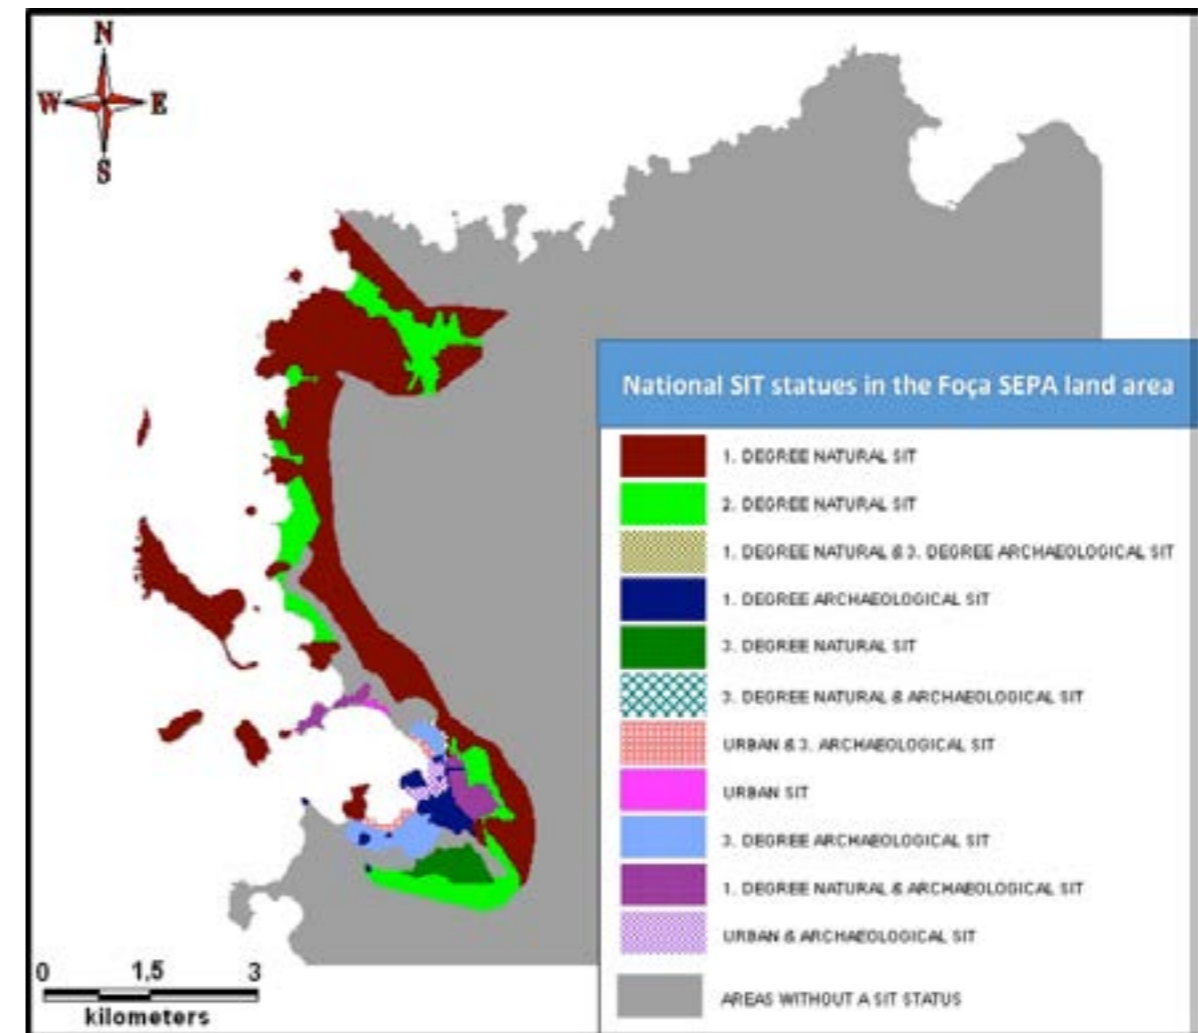 N
W E
S
National SIT statues in the Foça SEPA land area
1. DEGREE NATURAL SIT
2. DEGREE NATURAL SIT
1. DEGREE NATURAL & 3. DEGREE ARCHAEOLOGICAL SIT
1. DEGREE ARCHAEOLOGICAL SIT
3. DEGREE NATURAL SIT
3. DEGREE NATURAL & ARCHAEOLOGICAL SIT
URBAN & 3. ARCHAEOLOGICAL SIT
URBAN SIT
3. DEGREE ARCHAEOLOGICAL SIT
1. DEGREE NATURAL & ARCHAEOLOGICAL SIT
URBAN & ARCHAEOLOGICAL SIT
AREAS WITHOUT A SIT STATUS
0 1,5 3
kilometers